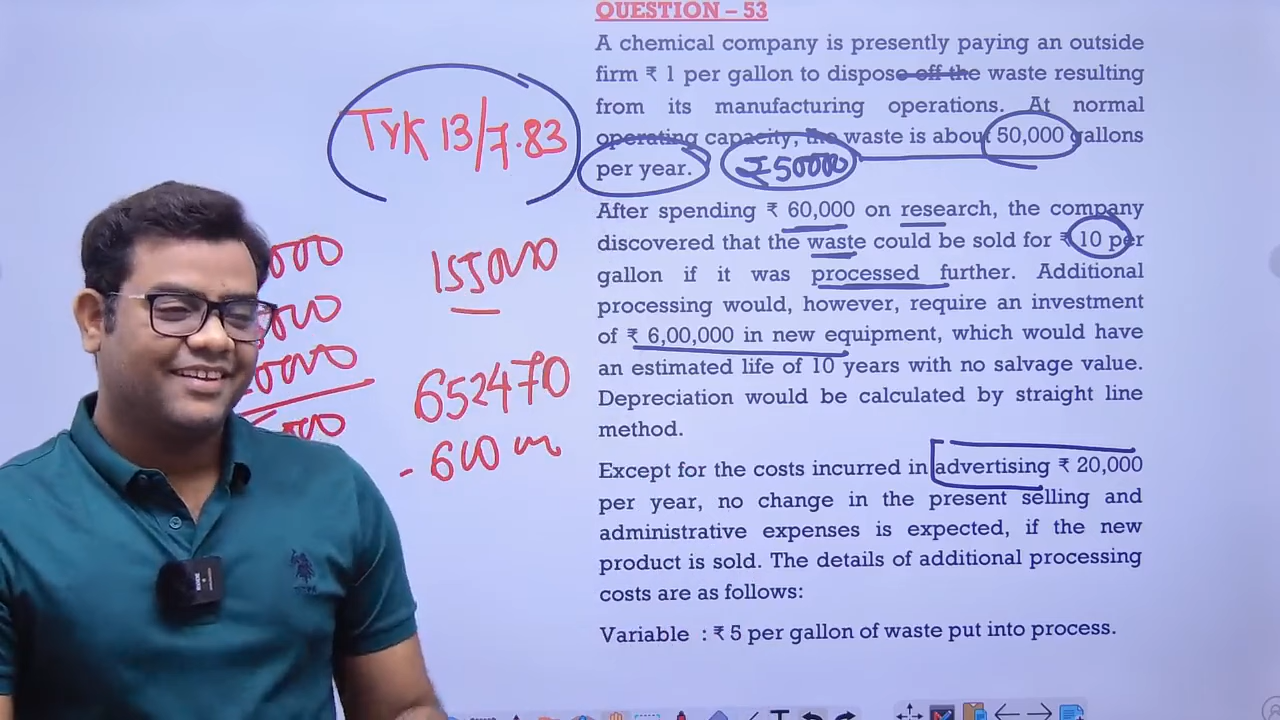 QUESTION – 53
A chemical company is presently paying an outside
firm ₹ 1 per gallon to dispose off the waste resulting
from its manufacturing operations. At normal
operating capacity, the waste is about 50,000 gallons
per year. ₹50000
After spending ₹ 60,000 on research, the company
discovered that the waste could be sold for ₹ 10 per
gallon if it was processed further. Additional
processing would, however, require an investment
of ₹ 6,00,000 in new equipment, which would have
an estimated life of 10 years with no salvage value.
Depreciation would be calculated by straight line
method.
Except for the costs incurred in advertising ₹ 20,000
per year, no change in the present selling and
administrative expenses is expected, if the new
product is sold. The details of additional processing
costs are as follows:
Variable : ₹ 5 per gallon of waste put into process.
TYK 13/7.83
155000
652470